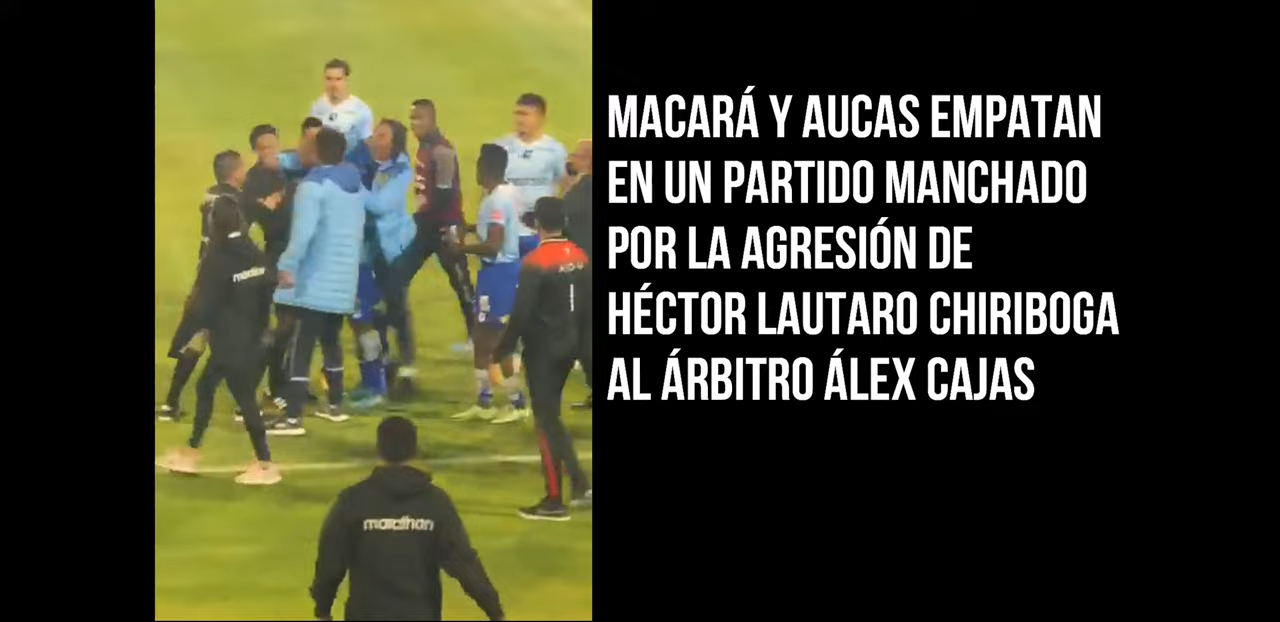 MACARÁ Y AUCAS EMPATAN
EN UN PARTIDO MANCHADO
POR LA AGRESIÓN DE
HÉCTOR LAUTARO CHIRIBOGA
AL ÁRBITRO ÁLEX CAJAS
marathon
marathon